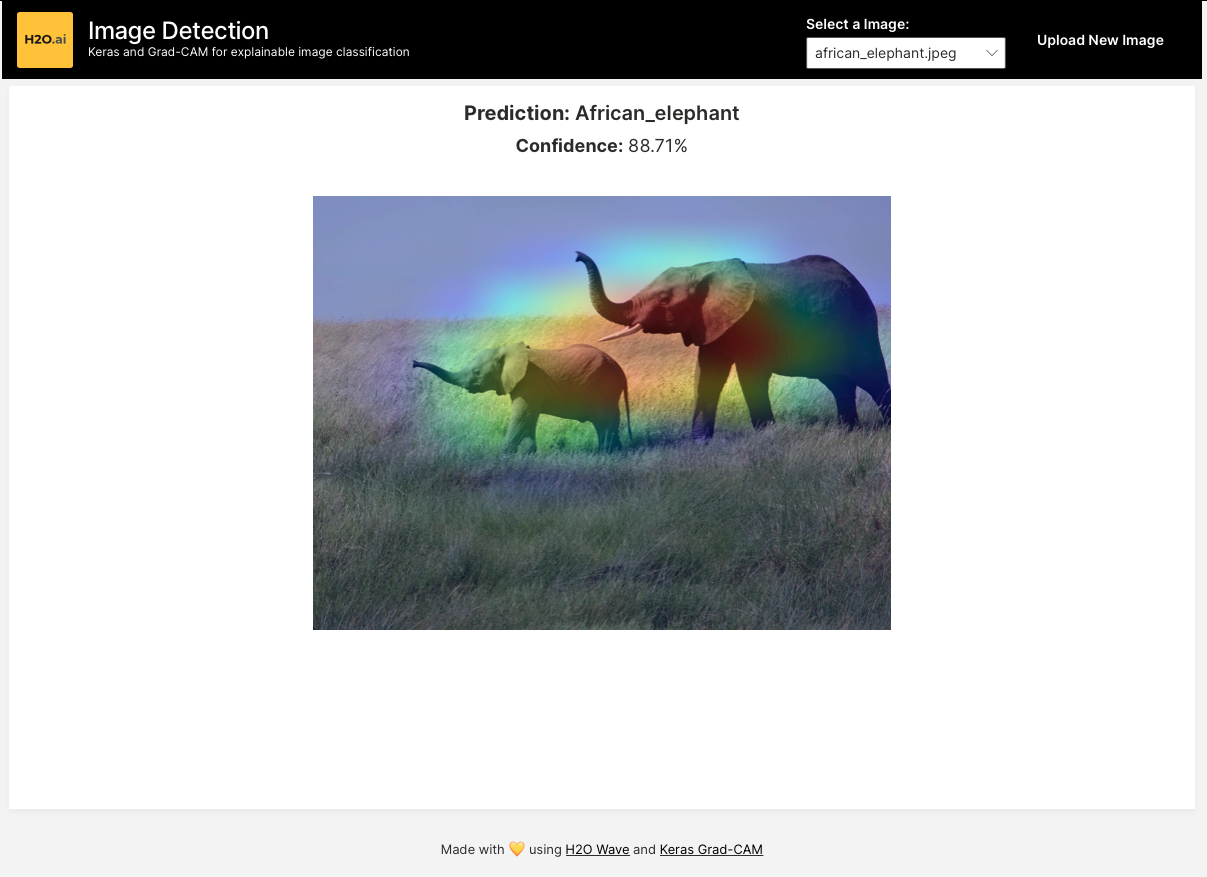 H2O.ai
Image Detection
Keras and Grad-CAM for explainable image classification
Select a Image:
african_elephant.jpeg
Upload New Image
Prediction: African_elephant
Confidence: 88.71%
Made with 💛 using H2O Wave and Keras Grad-CAM